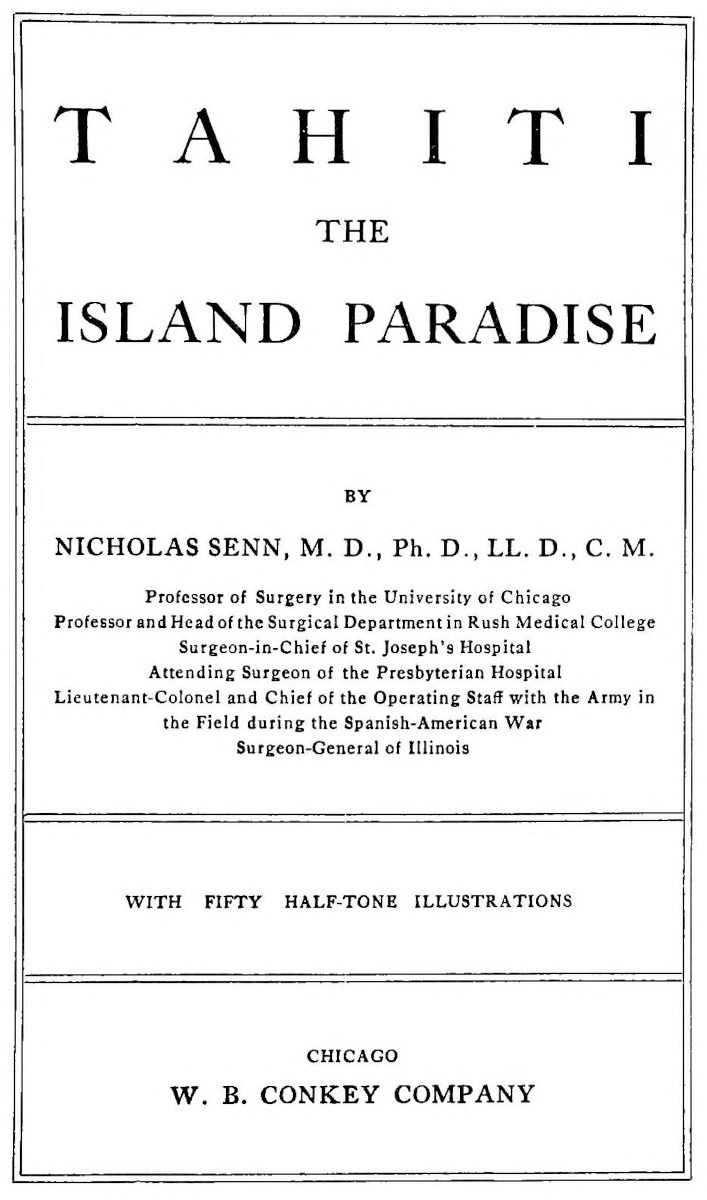 TAHITI
THE
ISLAND PARADISE
BY
NICHOLAS SENN, M. D., Ph. D., LL. D., C. M.
Professor of Surgery in the University of Chicago
Professor and Head of the Surgical Department in Rush Medical College
Surgeon-in-Chief of St. Joseph's Hospital
Attending Surgeon of the Presbyterian Hospital
Lieutenant-Colonel and Chief of the Operating Staff with the Army in
the Field during the Spanish-American War
Surgeon-General of Illinois
WITH FIFTY HALF-TONE ILLUSTRATIONS
CHICAGO
W. B. CONKEY COMPANY